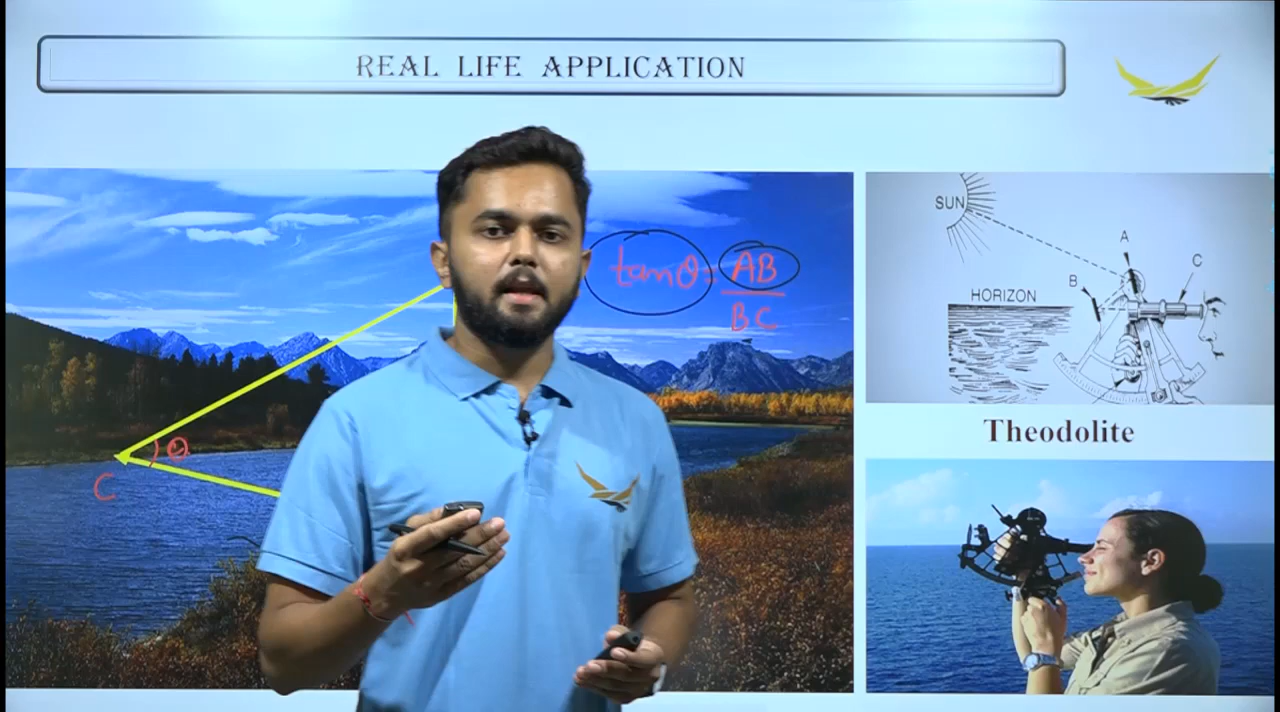 REAL LIFE APPLICATION
tanθ = AB
BC
θ
C
SUN
A
B
C
HORIZON
Theodolite